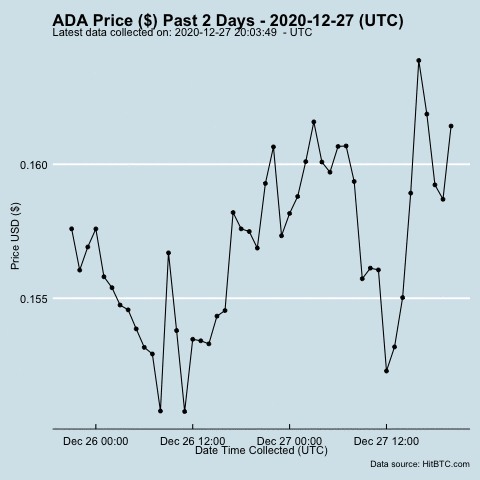 ADA Price ($) Past 2 Days - 2020-12-27 (UTC)
Latest data collected on: 2020-12-27 20:03:49  - UTC
0.160
0.155
Price USD ($)
Dec 26 00:00 Dec 26 12:00 Dec 27 00:00 Dec 27 12:00
Date Time Collected (UTC)
Data source: HitBTC.com